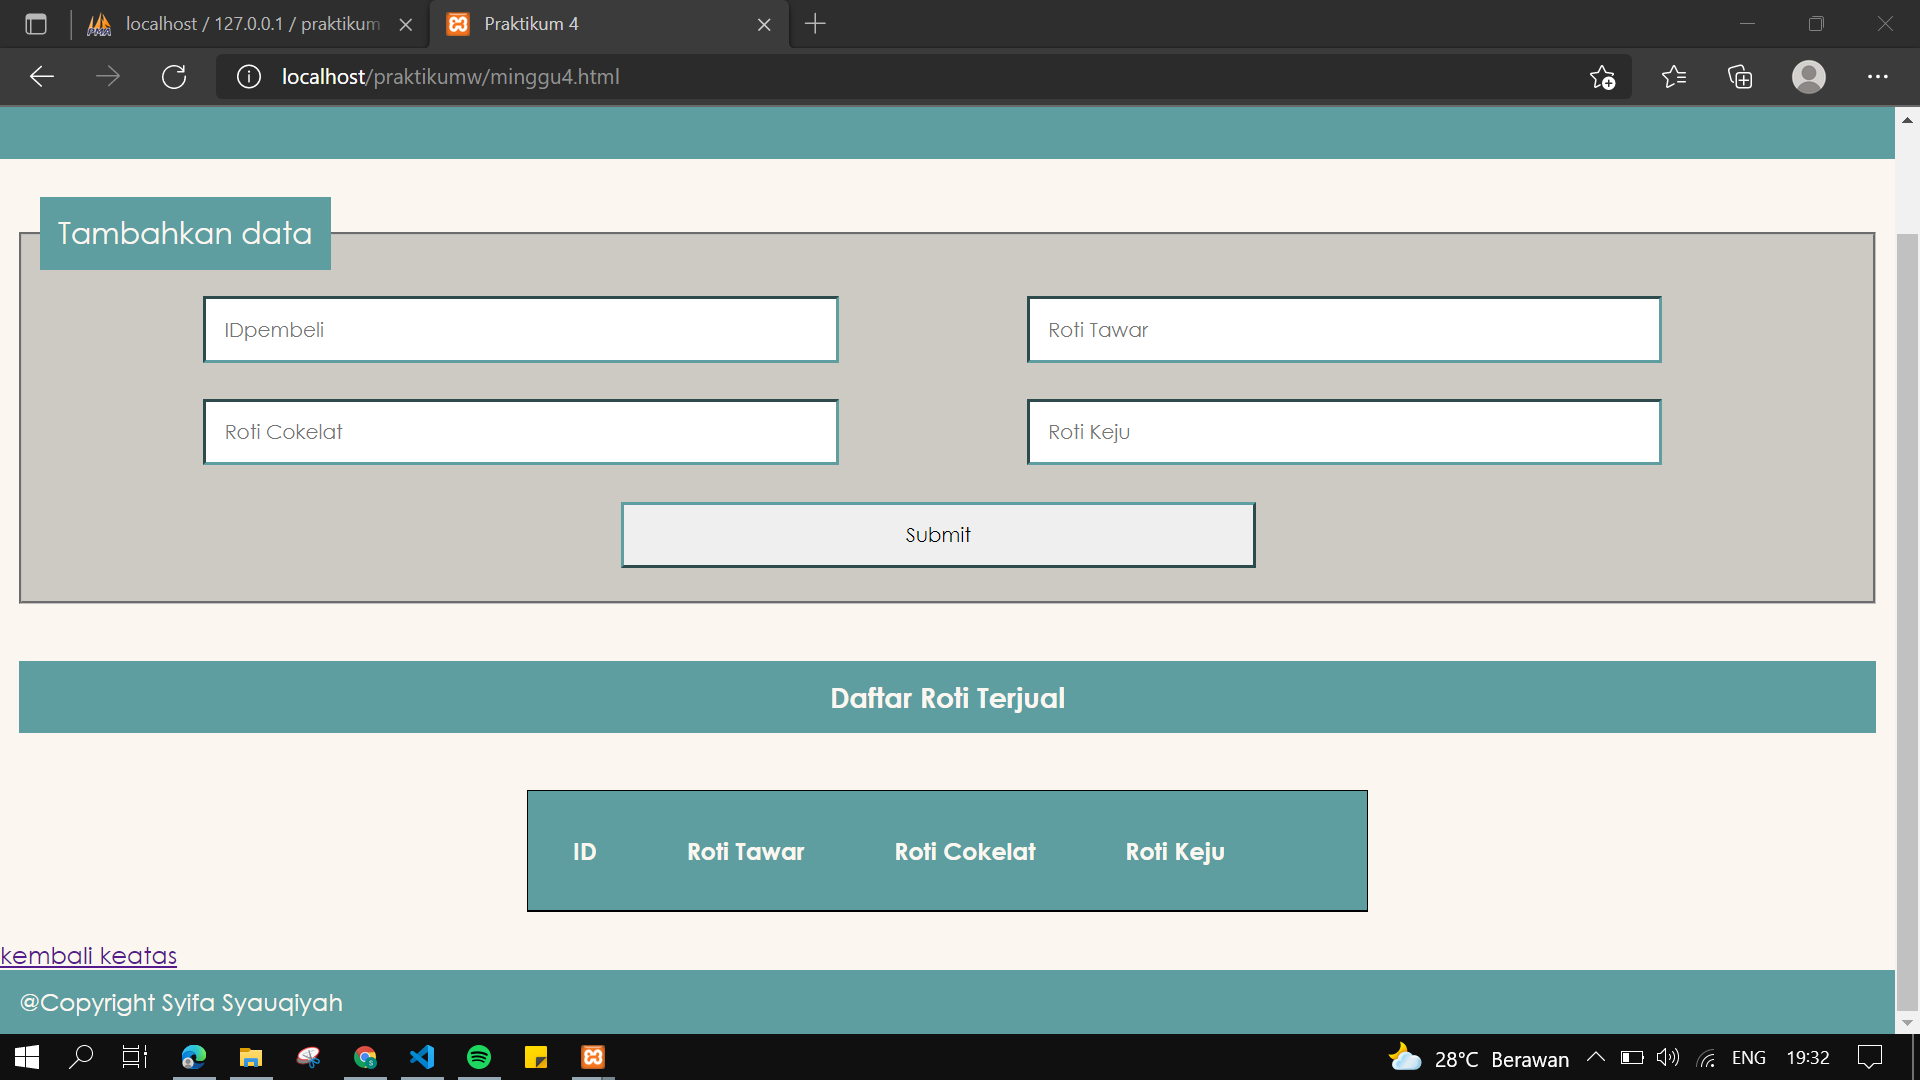 localhost / 127.0.0.1 / praktikum
Praktikum 4
localhost/praktikumw/minggu4.html
Tambahkan data
IDpembeli
Roti Tawar
Roti Cokelat
Roti Keju
Submit
Daftar Roti Terjual
ID Roti Tawar Roti Cokelat Roti Keju
kembali keatas
@Copyright Syifa Syauqiyah
28°C Berawan ENG 19:32